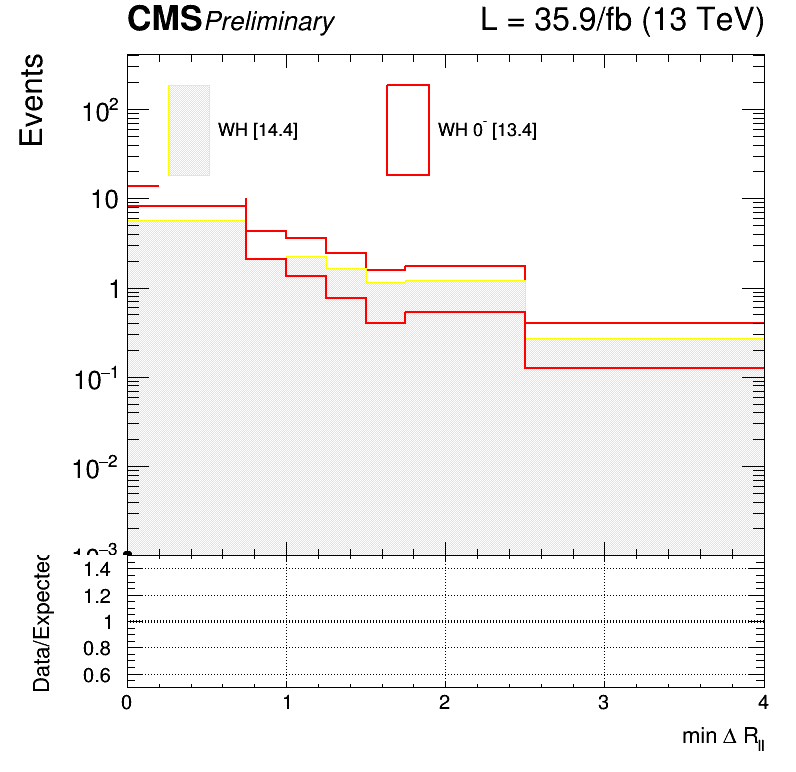 CMS Preliminary L = 35.9/fb (13 TeV)
Events
10²
WH [14.4] WH 0⁻ [13.4]
10
1
10⁻¹
10⁻²
10⁻³
Data/Expected
1.4
1.2
1
0.8
0.6
0 1 2 3 4
min Δ R_ll